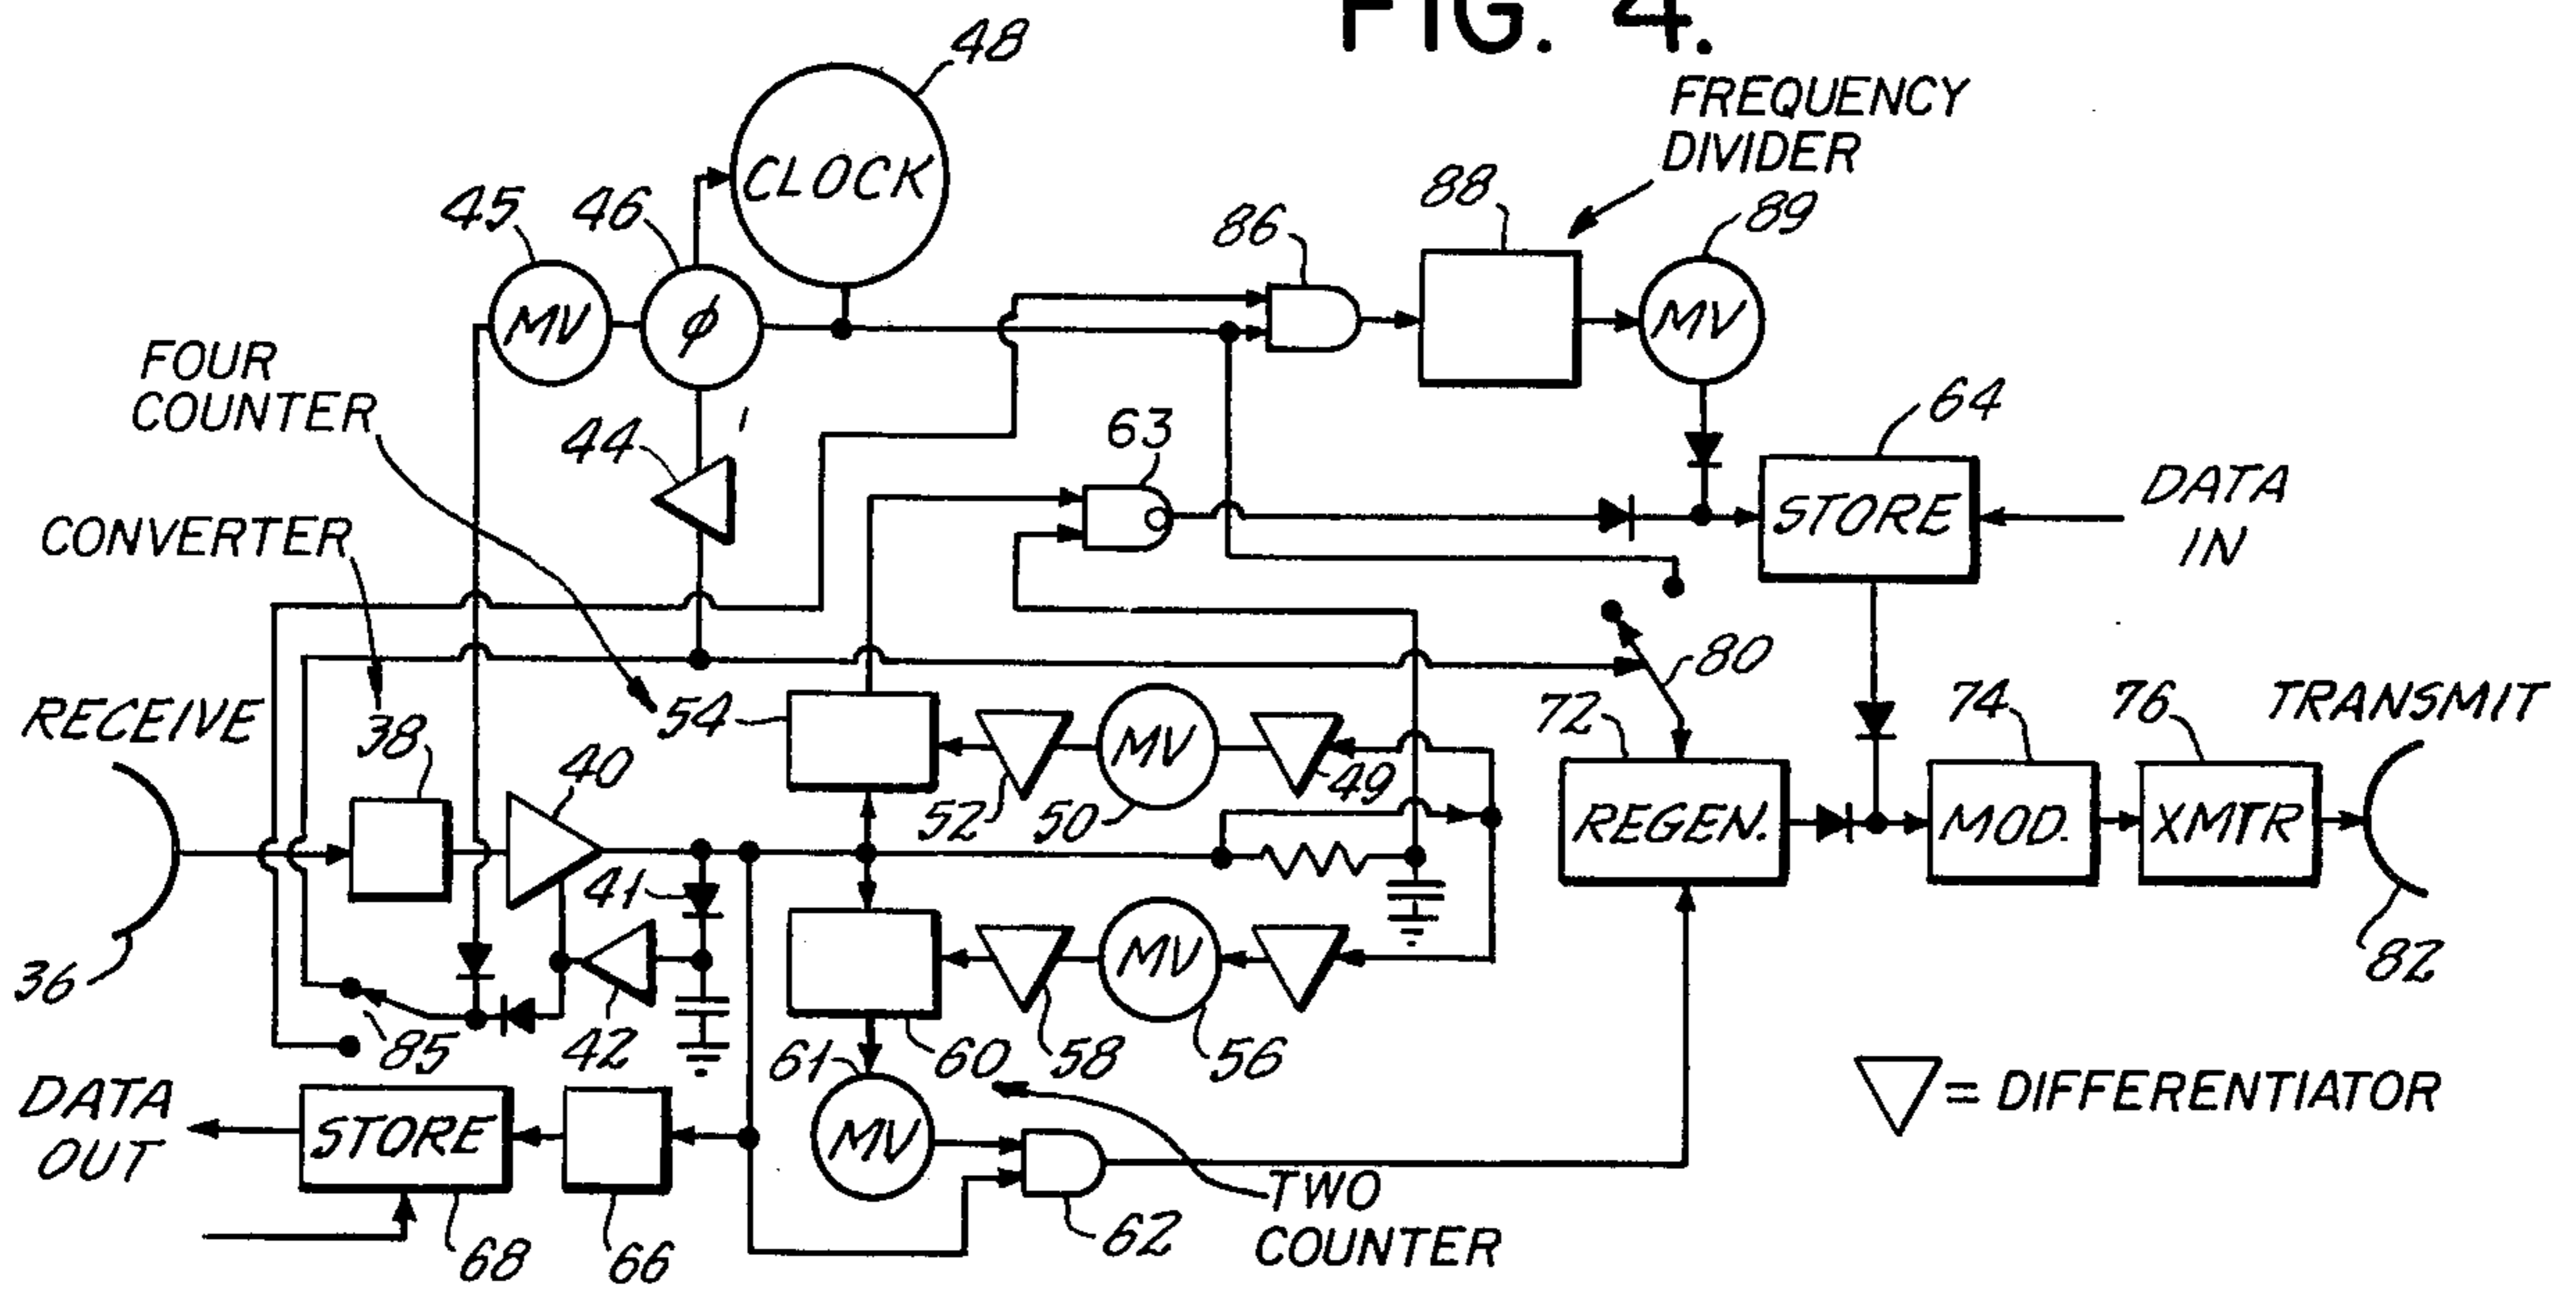 FIG. 4.
48
FREQUENCY
DIVIDER
CLOCK
45
46
88
89
86
MV
φ
MV
FOUR
COUNTER
64
44
63
STORE
DATA
IN
CONVERTER
80
RECEIVE
38
54
72
74
76
TRANSMIT
40
MV
49
52
50
REGEN.
MOD.
XMTR
41
MV
36
85
42
61
60
58
56
82
DATA
OUT
STORE
MV
▽ = DIFFERENTIATOR
TWO
COUNTER
68
66
62